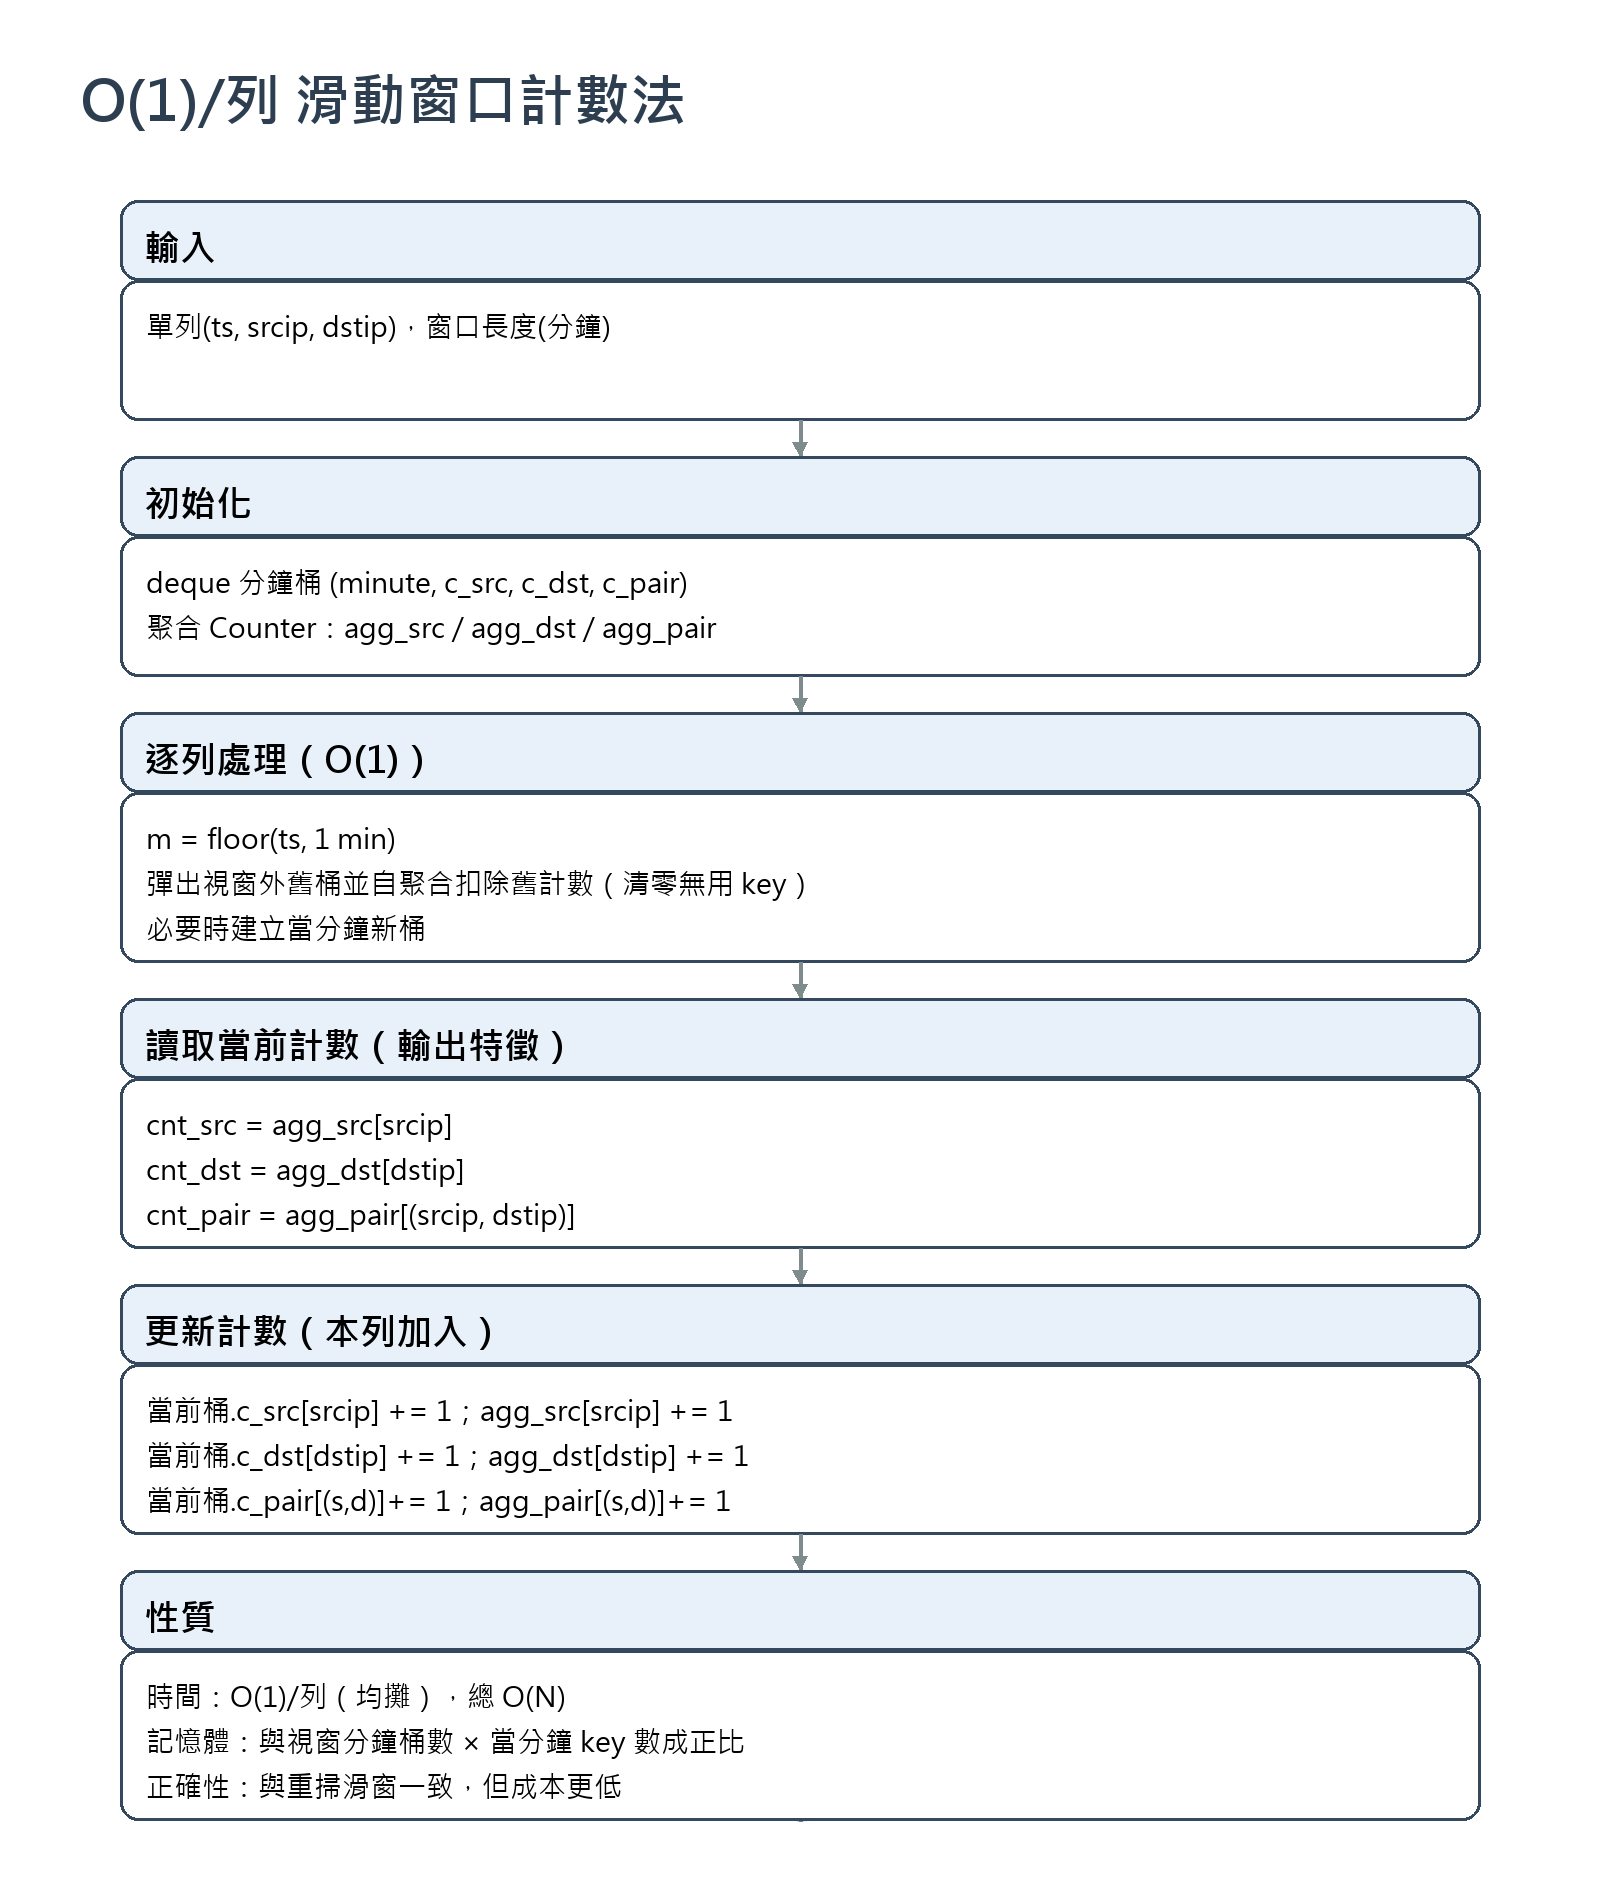 O(1)/列 滑動窗口計數法
輸入
單列(ts, srcip, dstip)，窗口長度(分鐘)
初始化
deque 分鐘桶 (minute, c_src, c_dst, c_pair)
聚合 Counter：agg_src / agg_dst / agg_pair
逐列處理（O(1)）
m = floor(ts, 1 min)
彈出視窗外舊桶並自聚合扣除舊計數（清零無用 key）
必要時建立當分鐘新桶
讀取當前計數（輸出特徵）
cnt_src = agg_src[srcip]
cnt_dst = agg_dst[dstip]
cnt_pair = agg_pair[(srcip, dstip)]
更新計數（本列加入）
當前桶.c_src[srcip] += 1；agg_src[srcip] += 1
當前桶.c_dst[dstip] += 1；agg_dst[dstip] += 1
當前桶.c_pair[(s,d)]+= 1；agg_pair[(s,d)]+= 1
性質
時間：O(1)/列（均攤），總 O(N)
記憶體：與視窗分鐘桶數 × 當分鐘 key 數成正比
正確性：與重掃滑窗一致，但成本更低